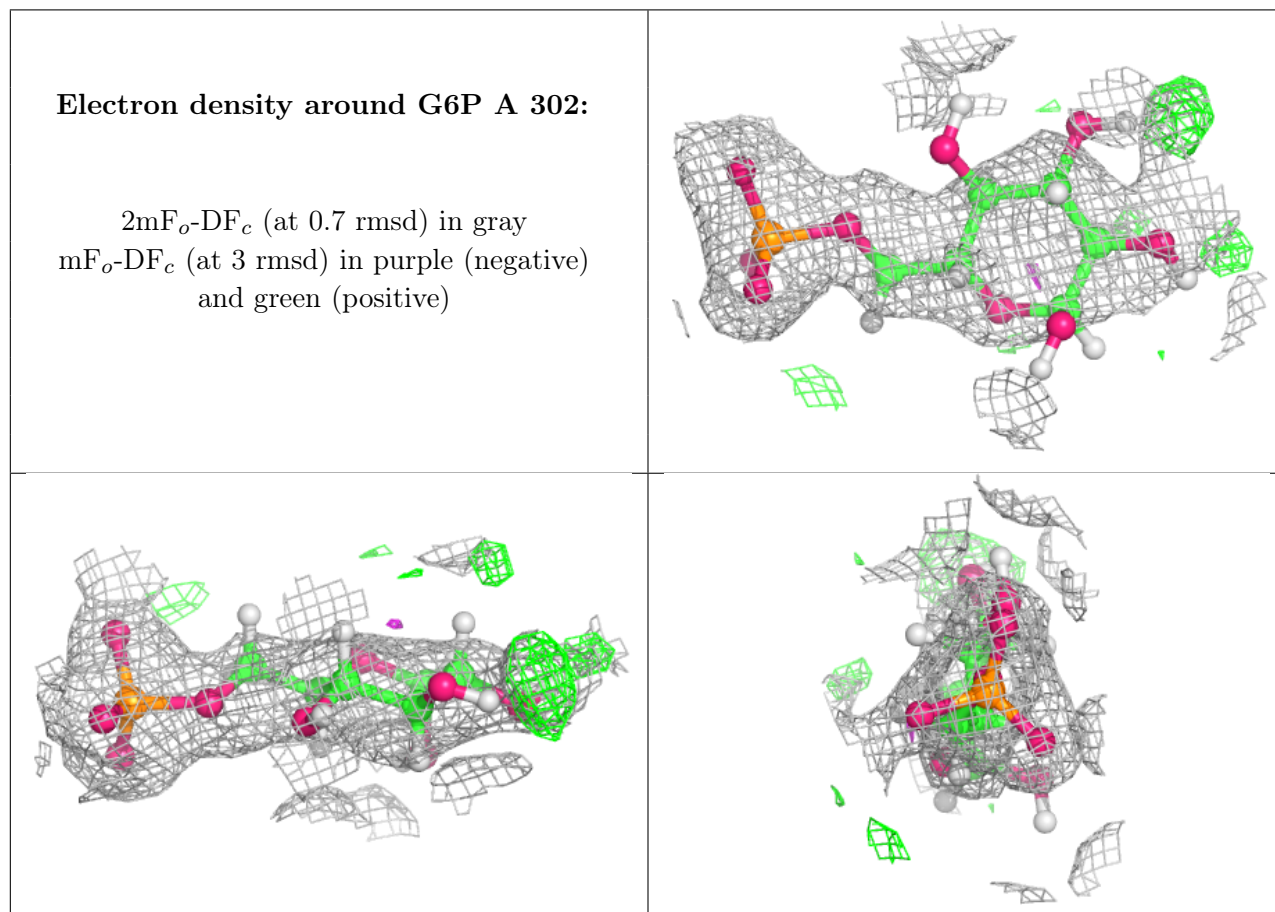 Electron density around G6P A 302:
2mFo-DFc (at 0.7 rmsd) in gray
mFo-DFc (at 3 rmsd) in purple (negative)
and green (positive)